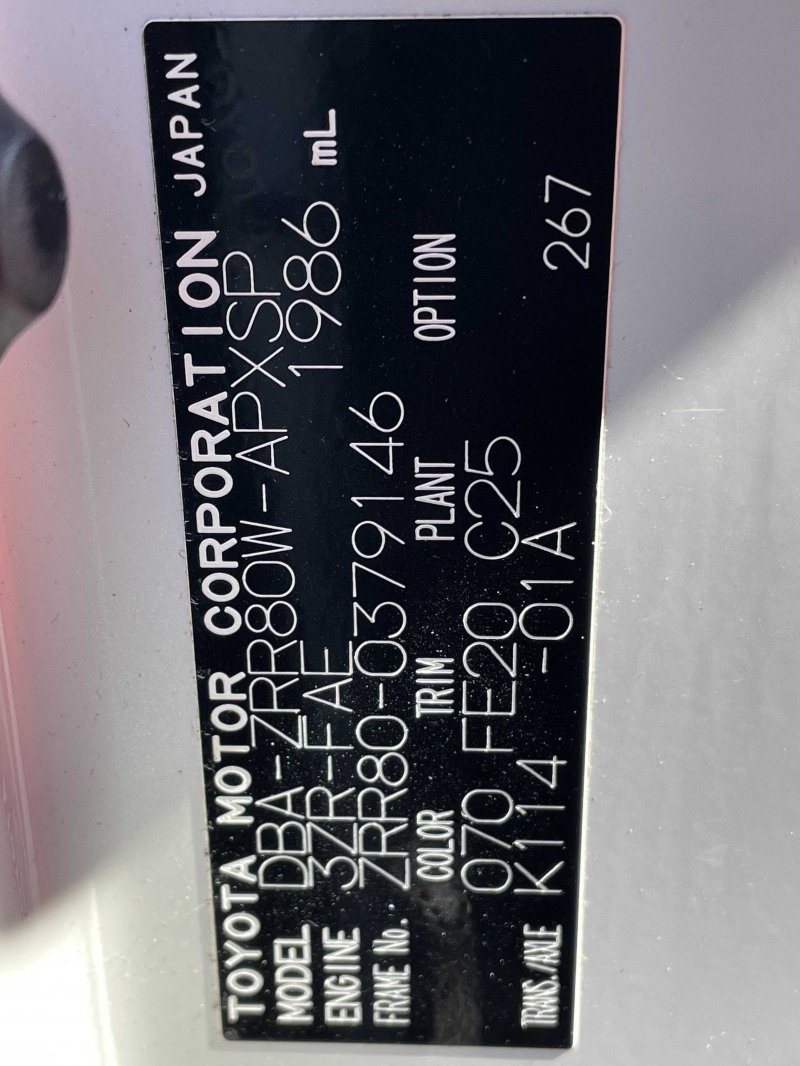 TOYOTA MOTOR CORPORATION JAPAN
MODEL DBA-ZRR80W-APXSP
ENGINE 3ZR-FAE 1986 mL
FRAME No. ZRR80-0379146
COLOR TRIM PLANT OPTION
070 FE20 C25
TRANS./AXLE K114 -01A 267